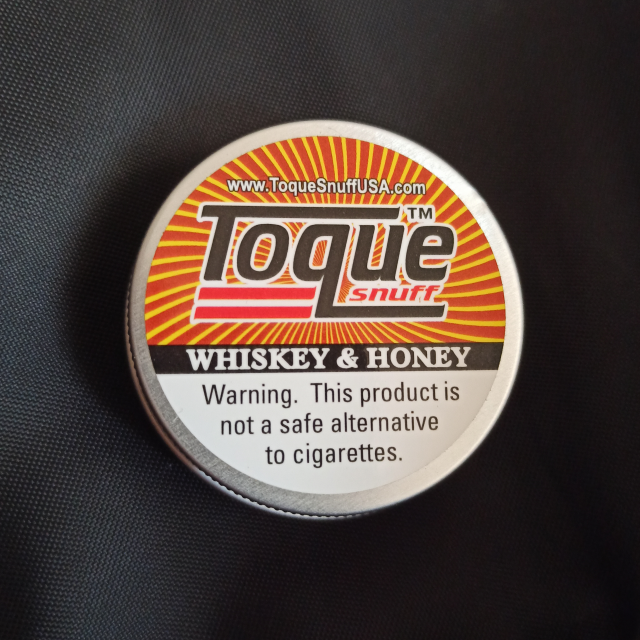 www.ToqueSnuffUSA.com
Toque™
snuff
WHISKEY & HONEY
Warning. This product is
not a safe alternative
to cigarettes.